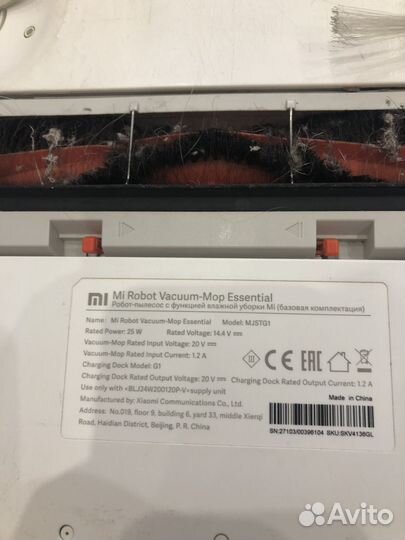 mi Mi Robot Vacuum-Mop Essential
Робот-пылесос с функцией влажной уборки Mi (базовая комплектация)
Name: Mi Robot Vacuum-Mop Essential Model: MJSTG1
Rated Power: 25 W Rated Voltage: 14.4 V
Vacuum-Mop Rated Input Voltage: 20 V
Vacuum-Mop Rated Input Current: 1.2 A
Charging Dock Model: G1
Charging Dock Rated Output Voltage: 20 V Charging Dock Rated Output Current: 1.2 A
Use only with <BLJ24W200120P-V>supply unit
Manufactured by: Xiaomi Communications Co., Ltd. Made in China
Address: No.019, floor 9, building 6, yard 33, middle Xierqi
Road, Haidian District, Beijing, P. R. China
SN:27103/00396104 SKU:SKV4136GL
CE EAC
Avito